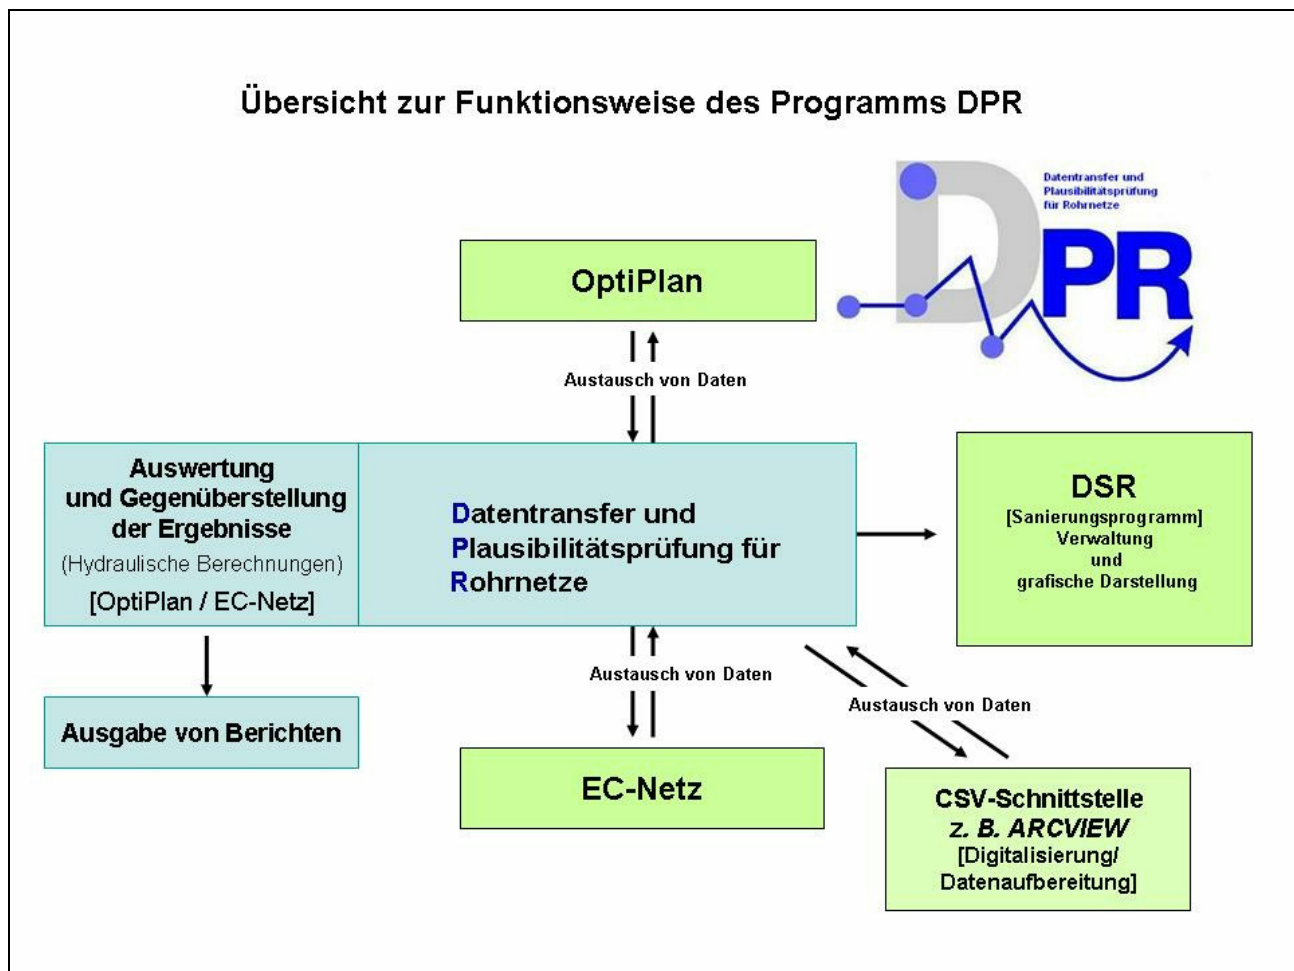 Übersicht zur Funktionsweise des Programms DPR
Datentransfer und
Plausibilitätsprüfung
für Rohrnetze
DPR
OptiPlan
Austausch von Daten
Auswertung
und Gegenüberstellung
der Ergebnisse
(Hydraulische Berechnungen)
[OptiPlan / EC-Netz]
Datentransfer und
Plausibilitätsprüfung für
Rohrnetze
DSR
[Sanierungsprogramm]
Verwaltung
und
grafische Darstellung
Austausch von Daten
Austausch von Daten
Ausgabe von Berichten
EC-Netz
CSV-Schnittstelle
z. B. ARCVIEW
[Digitalisierung/
Datenaufbereitung]